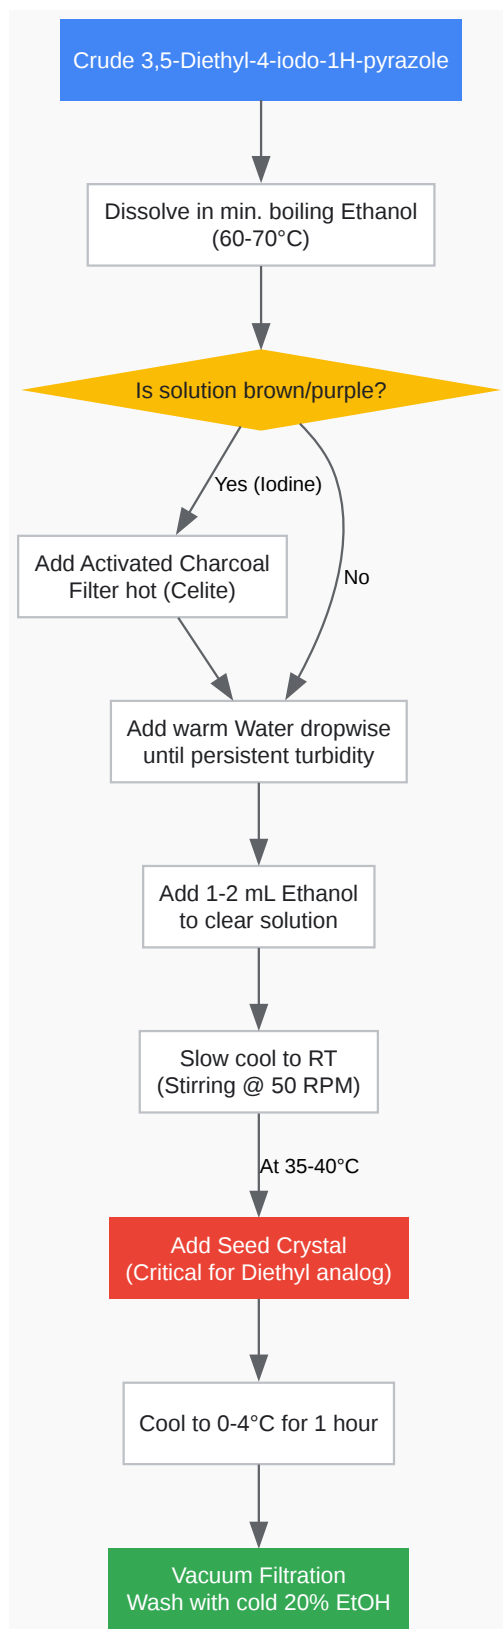 Crude 3,5-Diethyl-4-iodo-1H-pyrazole
Dissolve in min. boiling Ethanol
(60-70°C)
Is solution brown/purple?
Yes (Iodine)
Add Activated Charcoal
Filter hot (Celite)
No
Add warm Water dropwise
until persistent turbidity
Add 1-2 mL Ethanol
to clear solution
Slow cool to RT
(Stirring @ 50 RPM)
At 35-40°C
Add Seed Crystal
(Critical for Diethyl analog)
Cool to 0-4°C for 1 hour
Vacuum Filtration
Wash with cold 20% EtOH